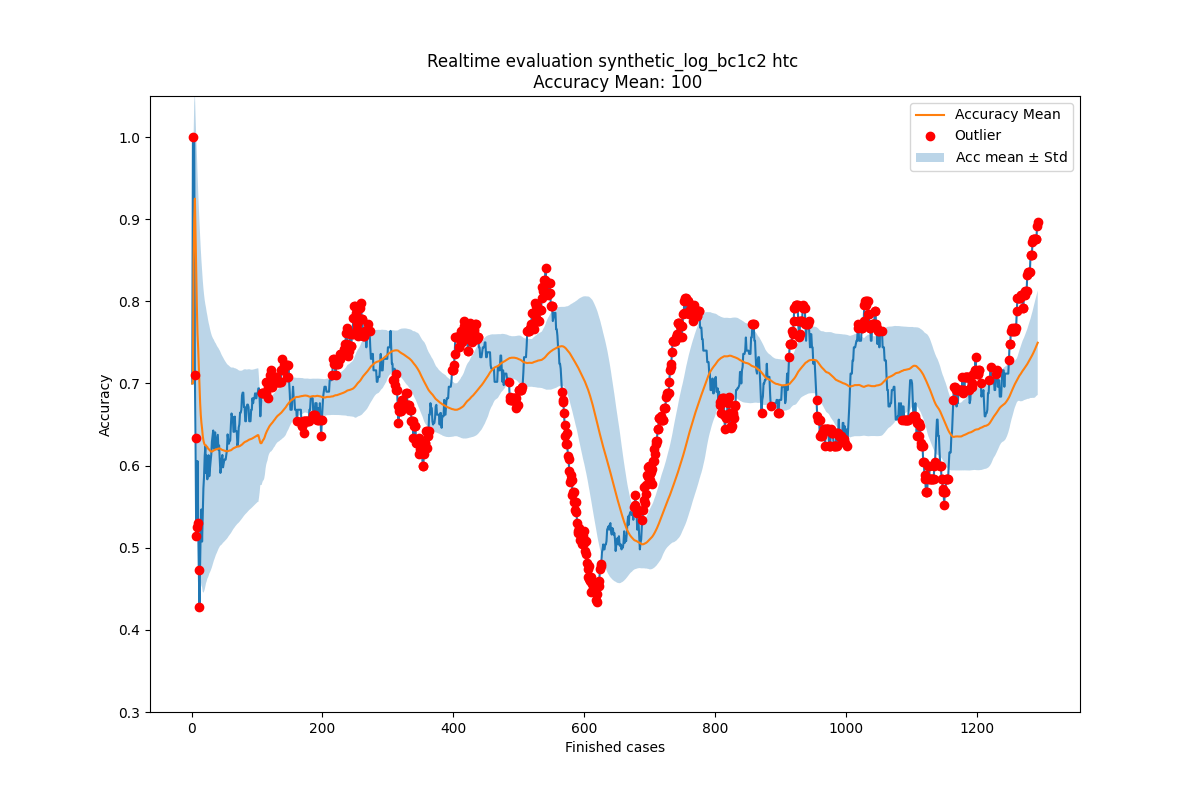 Realtime evaluation synthetic_log_bc1c2 htc
Accuracy Mean: 100
Accuracy Mean
Outlier
Acc mean ± Std
Accuracy
1.0
0.9
0.8
0.7
0.6
0.5
0.4
0.3
0 200 400 600 800 1000 1200
Finished cases